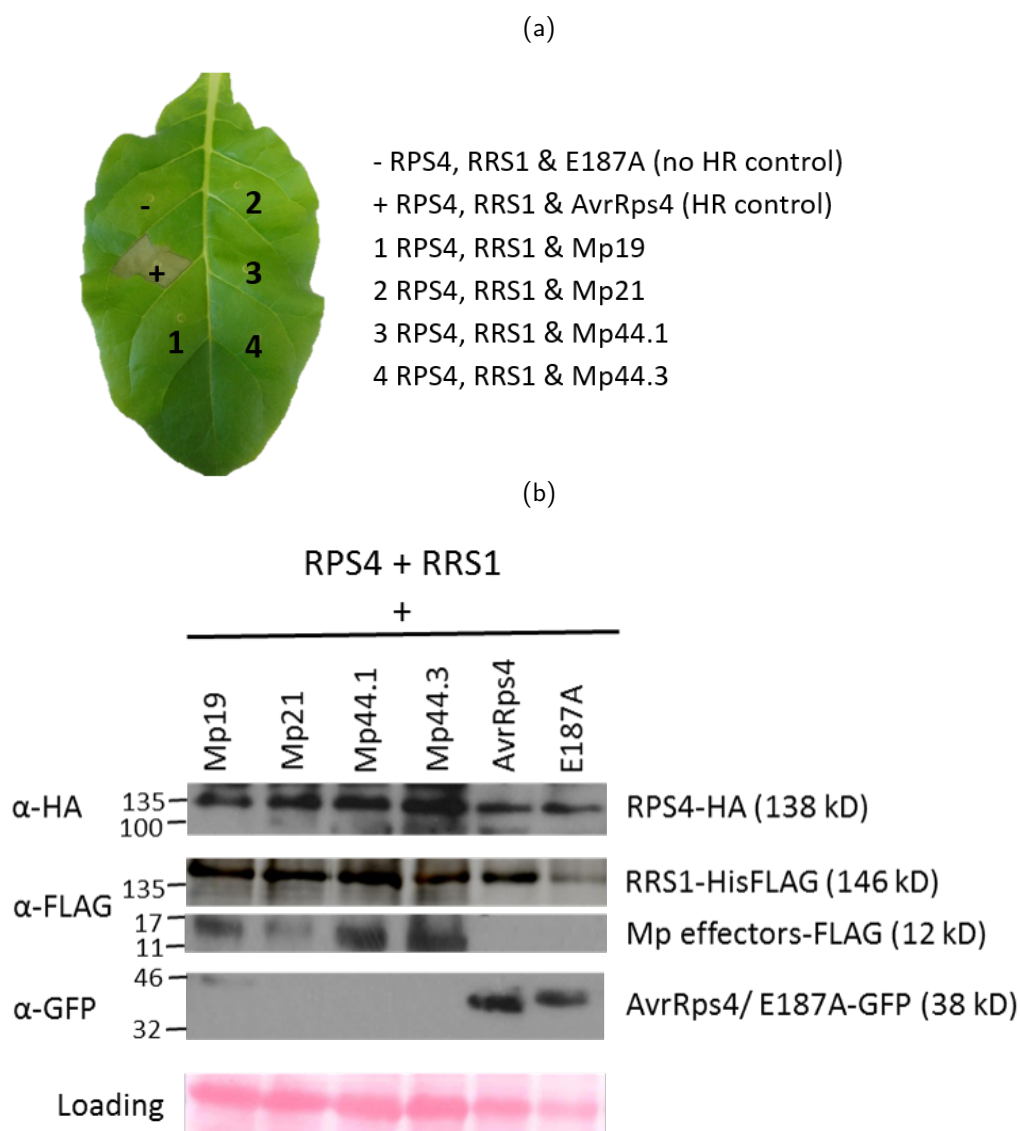 (a)
- RPS4, RRS1 & E187A (no HR control)
+ RPS4, RRS1 & AvrRps4 (HR control)
1 RPS4, RRS1 & Mp19
2 RPS4, RRS1 & Mp21
3 RPS4, RRS1 & Mp44.1
4 RPS4, RRS1 & Mp44.3
-
2
+
3
1
4
(b)
RPS4 + RRS1
+
Mp19
Mp21
Mp44.1
Mp44.3
AvrRps4
E187A
α-HA
135
100
RPS4-HA (138 kD)
α-FLAG
135
RRS1-HisFLAG (146 kD)
17
11
Mp effectors-FLAG (12 kD)
α-GFP
46
32
AvrRps4/ E187A-GFP (38 kD)
Loading